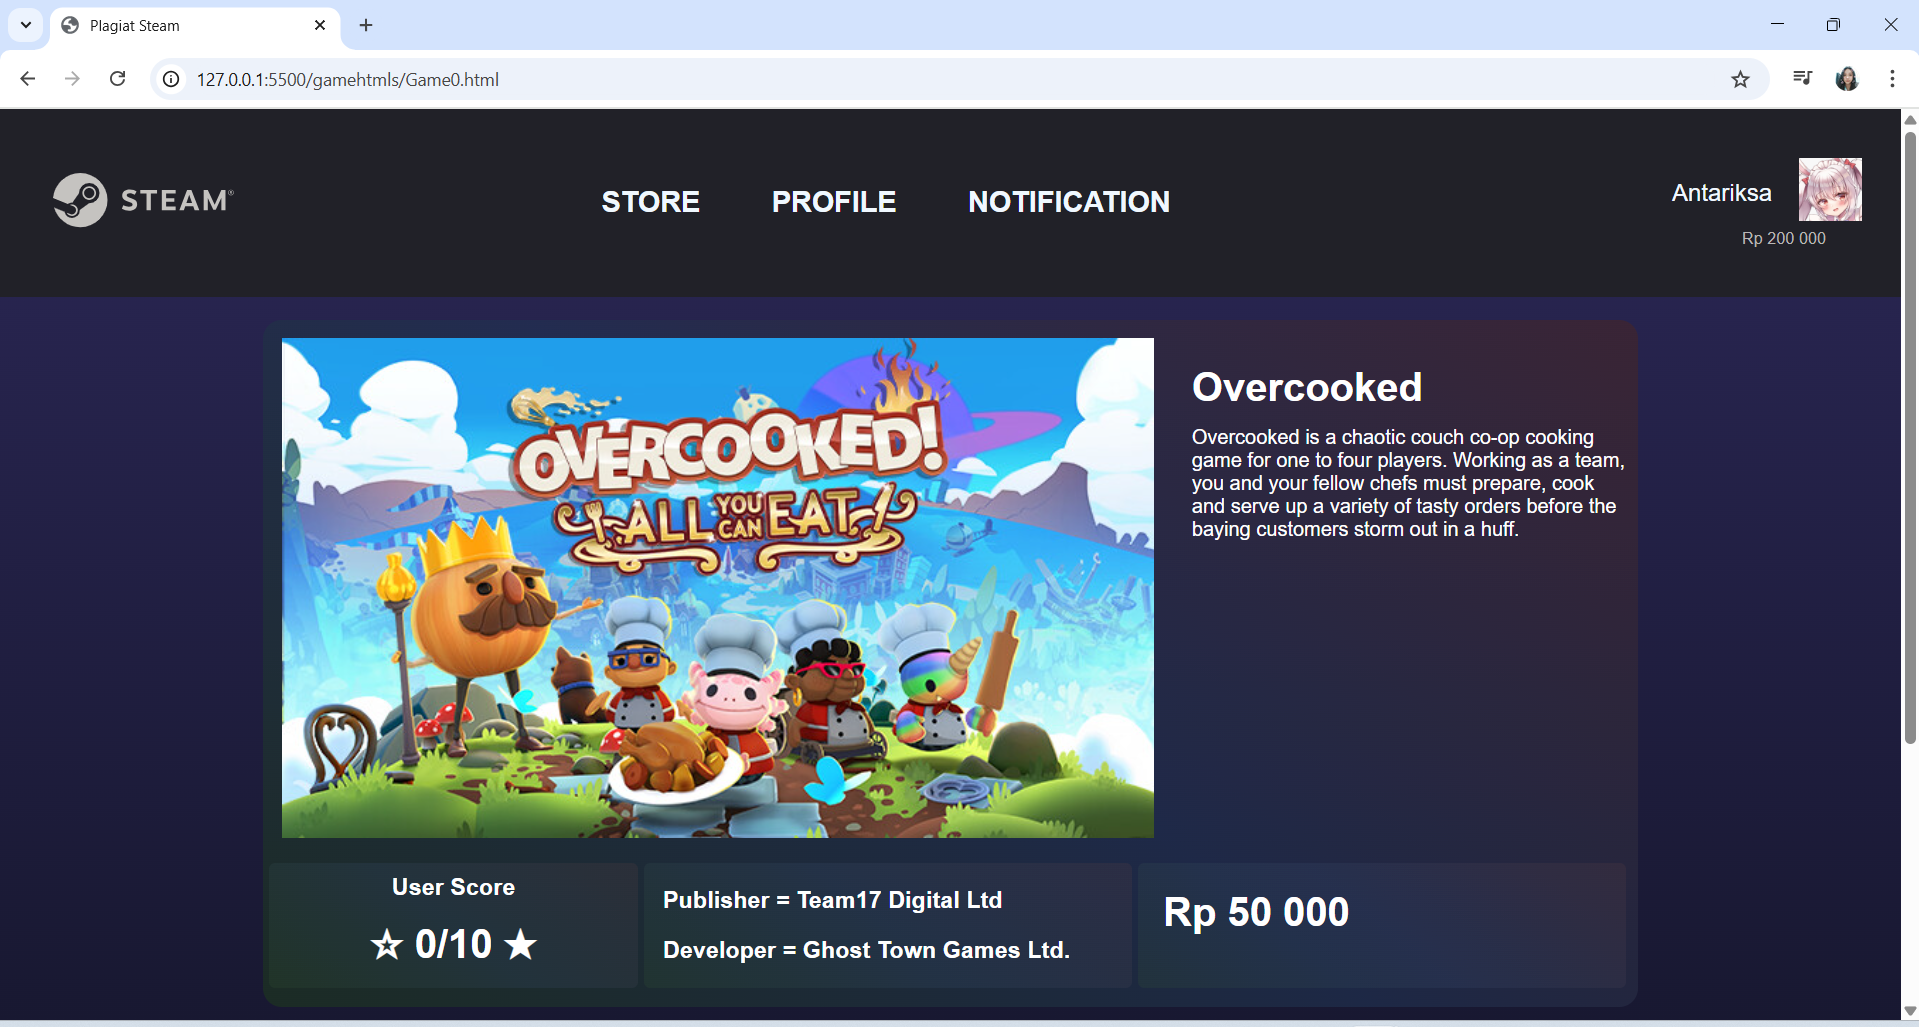 Plagiat Steam
127.0.0.1:5500/gamehtmls/Game0.html
STEAM®
STORE PROFILE NOTIFICATION
Antariksa
Rp 200 000
OVERCOOKED!
ALL YOU CAN EAT
Overcooked
Overcooked is a chaotic couch co-op cooking
game for one to four players. Working as a team,
you and your fellow chefs must prepare, cook
and serve up a variety of tasty orders before the
baying customers storm out in a huff.
User Score
☆ 0/10 ★
Publisher = Team17 Digital Ltd
Developer = Ghost Town Games Ltd.
Rp 50 000